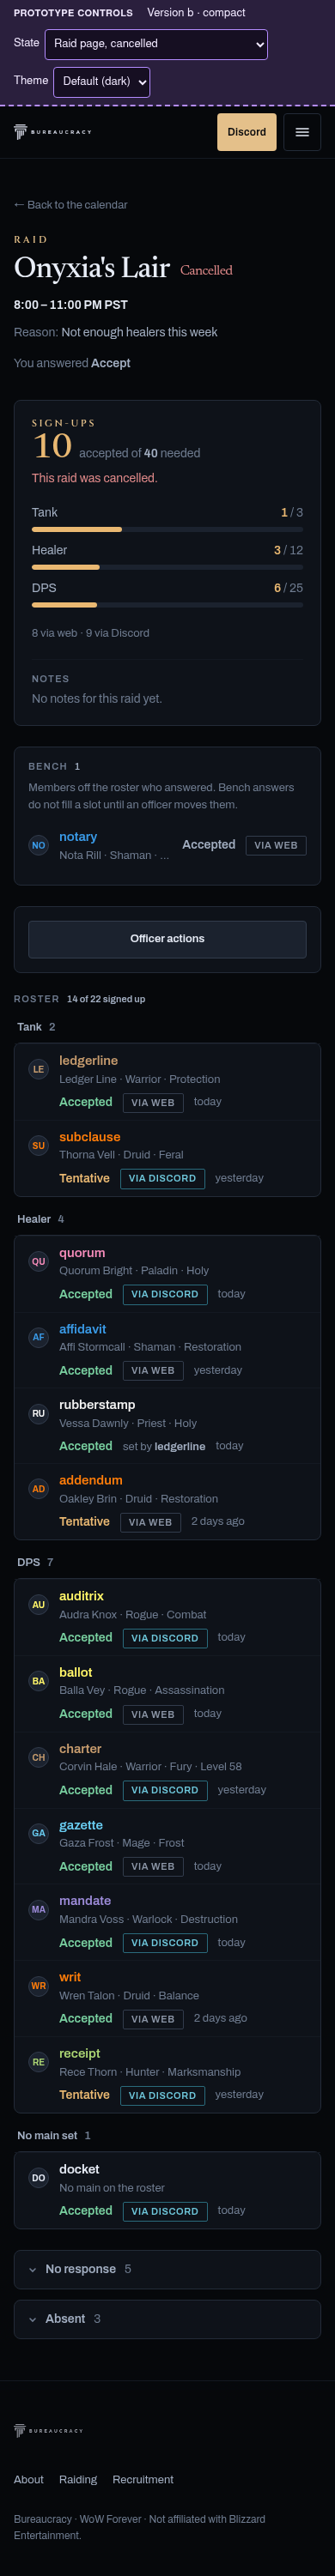 PROTOTYPE CONTROLS Version b · compact
State Raid page, cancelled
Theme Default (dark)
BUREAUCRACY Discord
← Back to the calendar
RAID
Onyxia's Lair Cancelled
8:00 – 11:00 PM PST
Reason: Not enough healers this week
You answered Accept
SIGN-UPS
10 accepted of 40 needed
This raid was cancelled.
Tank 1 / 3
Healer 3 / 12
DPS 6 / 25
8 via web · 9 via Discord
NOTES
No notes for this raid yet.
BENCH 1
Members off the roster who answered. Bench answers
do not fill a slot until an officer moves them.
NO notary
Nota Rill · Shaman · ... Accepted VIA WEB
Officer actions
ROSTER 14 of 22 signed up
Tank 2
LE ledgerline
Ledger Line · Warrior · Protection
Accepted VIA WEB today
SU subclause
Thorna Vell · Druid · Feral
Tentative VIA DISCORD yesterday
Healer 4
QU quorum
Quorum Bright · Paladin · Holy
Accepted VIA DISCORD today
AF affidavit
Affi Stormcall · Shaman · Restoration
Accepted VIA WEB yesterday
RU rubberstamp
Vessa Dawnly · Priest · Holy
Accepted set by ledgerline today
AD addendum
Oakley Brin · Druid · Restoration
Tentative VIA WEB 2 days ago
DPS 7
AU auditrix
Audra Knox · Rogue · Combat
Accepted VIA DISCORD today
BA ballot
Balla Vey · Rogue · Assassination
Accepted VIA WEB today
CH charter
Corvin Hale · Warrior · Fury · Level 58
Accepted VIA DISCORD yesterday
GA gazette
Gaza Frost · Mage · Frost
Accepted VIA WEB today
MA mandate
Mandra Voss · Warlock · Destruction
Accepted VIA DISCORD today
WR writ
Wren Talon · Druid · Balance
Accepted VIA WEB 2 days ago
RE receipt
Rece Thorn · Hunter · Marksmanship
Tentative VIA DISCORD yesterday
No main set 1
DO docket
No main on the roster
Accepted VIA DISCORD today
No response 5
Absent 3
BUREAUCRACY
About Raiding Recruitment
Bureaucracy · WoW Forever · Not affiliated with Blizzard
Entertainment.